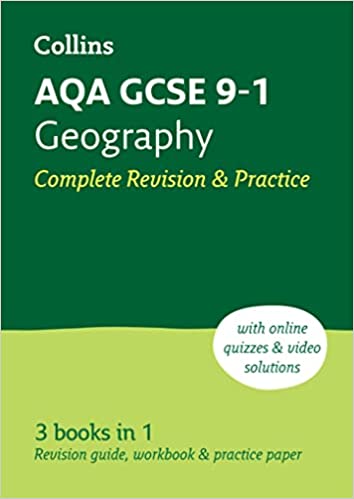 Collins
AQA GCSE 9-1
Geography
Complete Revision & Practice
with online
quizzes & video
solutions
3 books in 1
Revision guide, workbook & practice paper